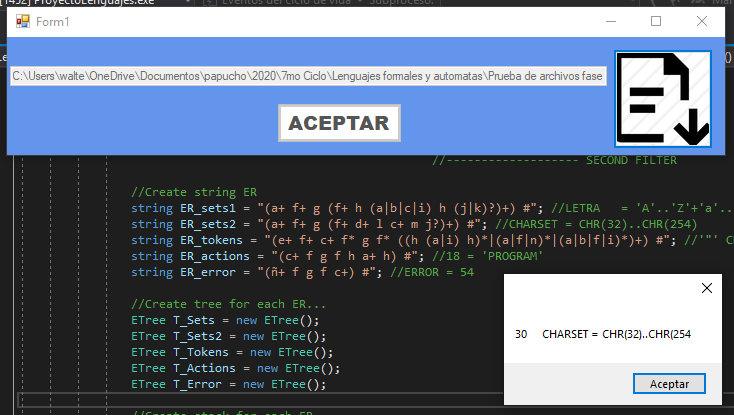 [1452] ProyectoLenguajes.exe
Eventos del ciclo de vida
Subproceso:
Form1
C:\Users\walte\OneDrive\Documentos\papucho\2020\7mo Ciclo\Lenguajes formales y automatas\Prueba de archivos fase
ACEPTAR
//------------------- SECOND FILTER
//Create string ER
string ER_sets1 = "(a+ f+ g (f+ h (a|b|c|i) h (j|k)?)+) #"; //LETRA   = 'A'..'Z'+'a'..
string ER_sets2 = "(a+ f+ g (f+ d+ l c+ m j?)+) #"; //CHARSET = CHR(32)..CHR(254)
string ER_tokens = "(e+ f+ c+ f* g f* ((h (a|i) h)*|(a|f|n)*|(a|b|f|i)*)+) #"; //'"' C
string ER_actions = "(c+ f g f h a+ h) #"; //18 = 'PROGRAM'
string ER_error = "(ñ+ f g f c+) #"; //ERROR = 54
//Create tree for each ER...
ETree T_Sets = new ETree();
ETree T_Sets2 = new ETree();
ETree T_Tokens = new ETree();
ETree T_Actions = new ETree();
ETree T_Error = new ETree();
//Create stack for each ER
30 CHARSET = CHR(32)..CHR(254
Aceptar